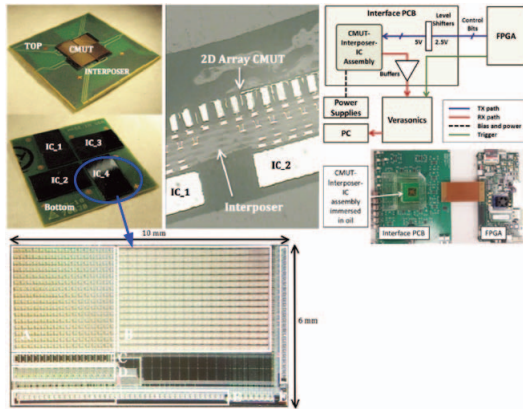 TOP
CMUT
INTERPOSER
IC_1
IC_3
IC_2
IC_4
Bottom
2D Array CMUT
IC_1
IC_2
Interposer
Interface PCB
CMUT-
Interposer-
IC
Assembly
Level
Shifters
5V
2.5V
Control
Bits
FPGA
Buffers
Power
Supplies
Verasonics
PC
TX path
RX path
Bias and power
Trigger
CMUT-
Interposer-
IC
assembly
immersed
in oil
Interface PCB
FPGA
10 mm
6 mm
A
B
C
D